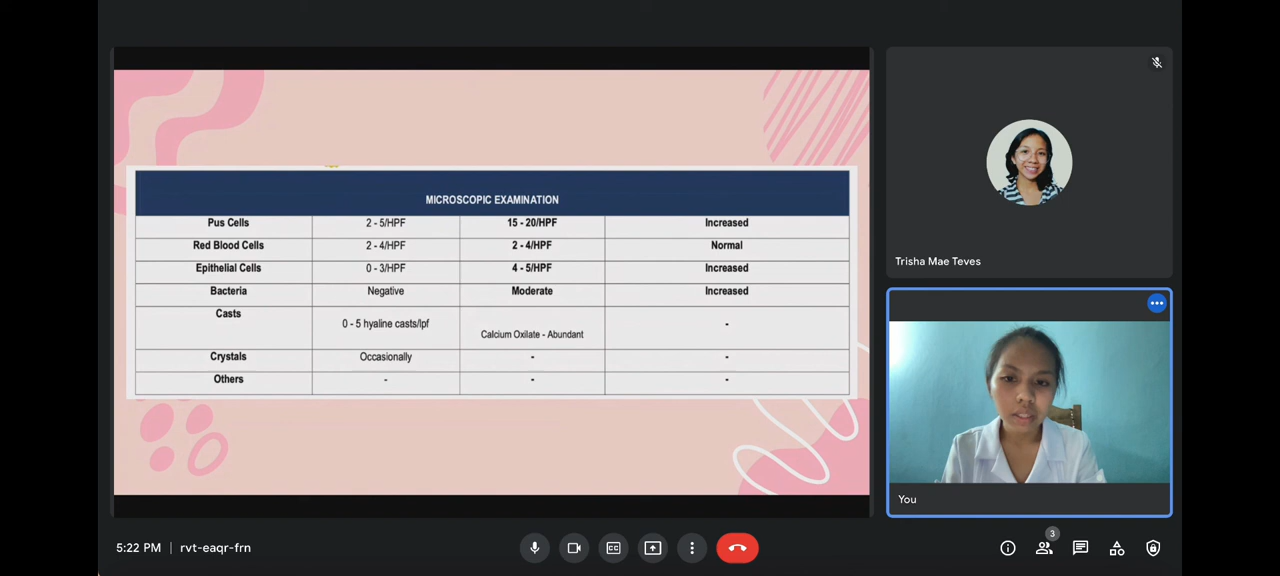 MICROSCOPIC EXAMINATION
Pus Cells 2 - 5/HPF 15 - 20/HPF Increased
Red Blood Cells 2 - 4/HPF 2 - 4/HPF Normal
Epithelial Cells 0 - 3/HPF 4 - 5/HPF Increased
Bacteria Negative Moderate Increased
Casts 0 - 5 hyaline casts/lpf Calcium Oxilate - Abundant -
Crystals Occasionally - -
Others - - -
Trisha Mae Teves
You
5:22 PM | rvt-eaqr-frn
CC
3